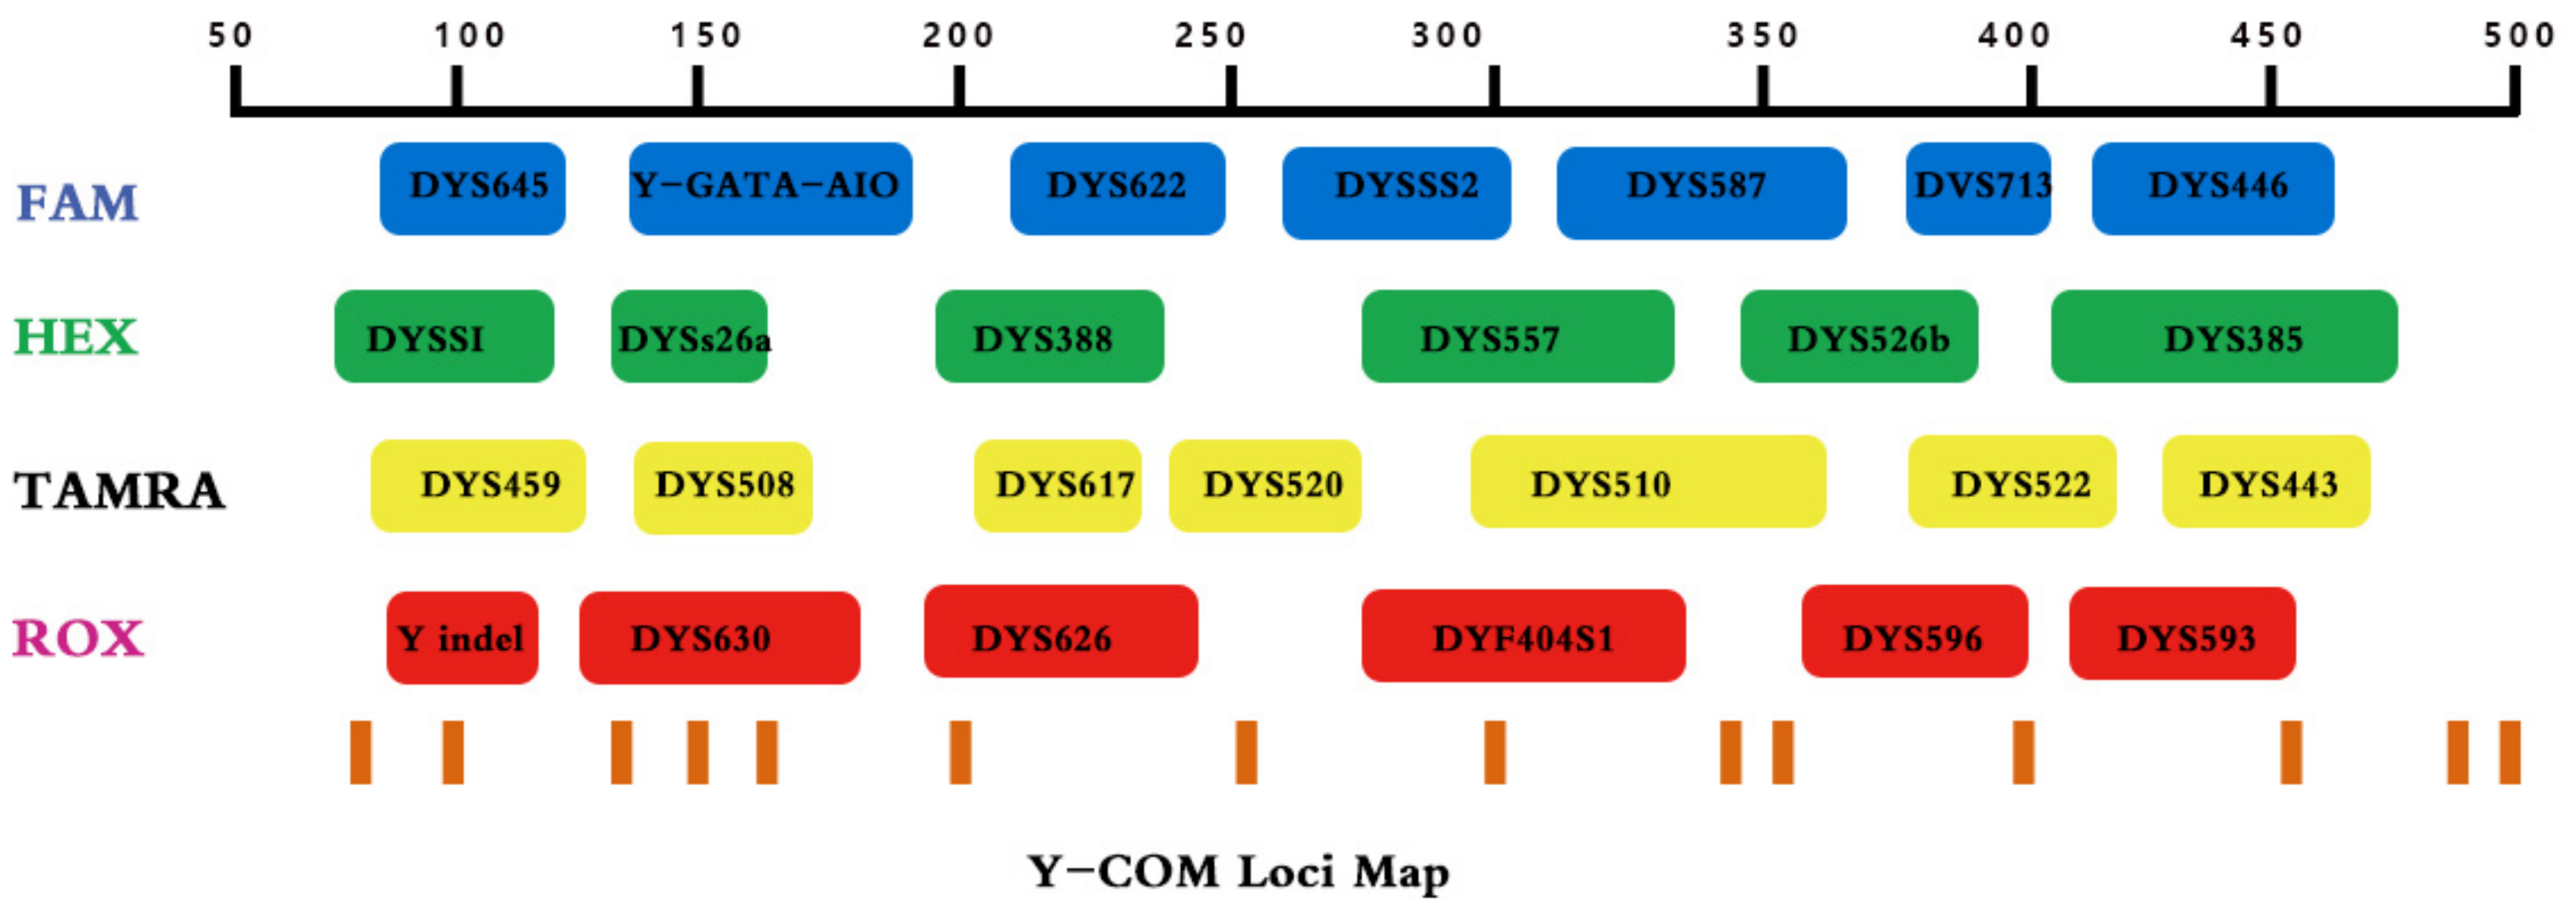 50 100 150 200 250 300 350 400 450 500
FAM DYS645 Y-GATA-AIO DYS622 DYSSS2 DYS587 DVS713 DYS446
HEX DYSSI DYSs26a DYS388 DYS557 DYS526b DYS385
TAMRA DYS459 DYS508 DYS617 DYS520 DYS510 DYS522 DYS443
ROX Y indel DYS630 DYS626 DYF404S1 DYS596 DYS593
Y-COM Loci Map